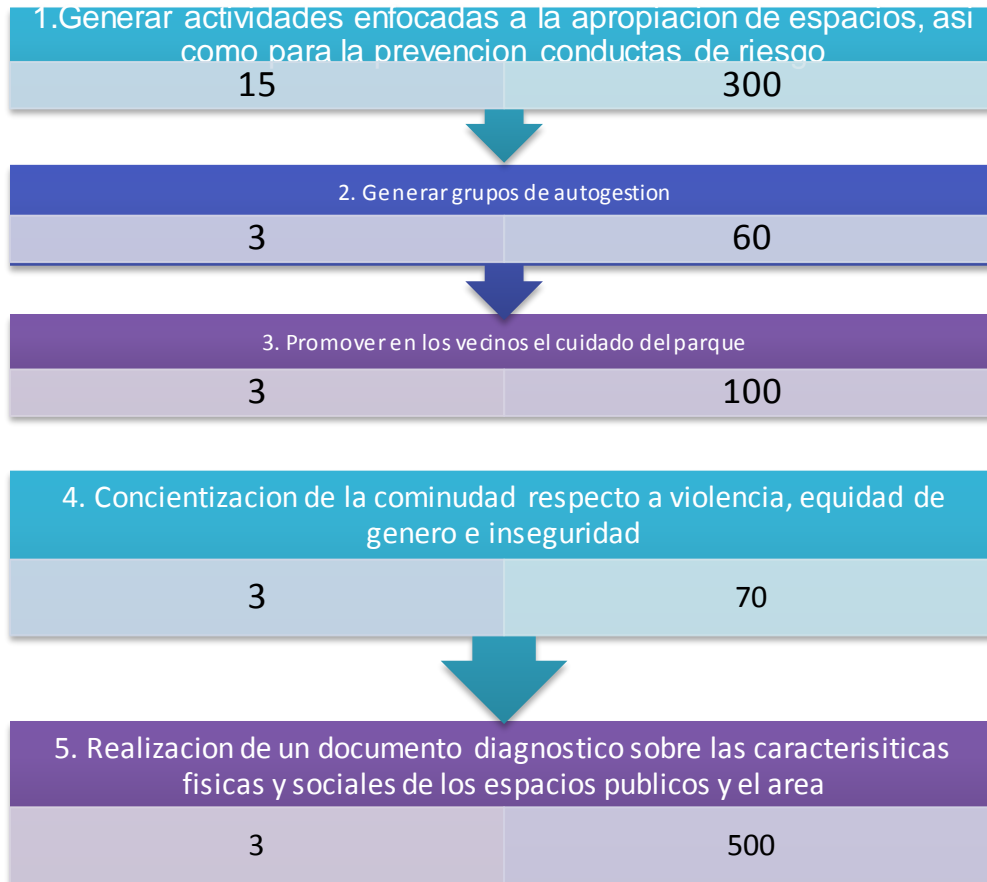 1.Generar actividades enfocadas a la apropiacion de espacios, asi
como para la prevencion conductas de riesgo
15 300
2. Generar grupos de autogestion
3 60
3. Promover en los vecinos el cuidado del parque
3 100
4. Concientizacion de la cominudad respecto a violencia, equidad de
genero e inseguridad
3 70
5. Realizacion de un documento diagnostico sobre las caracterisiticas
fisicas y sociales de los espacios publicos y el area
3 500